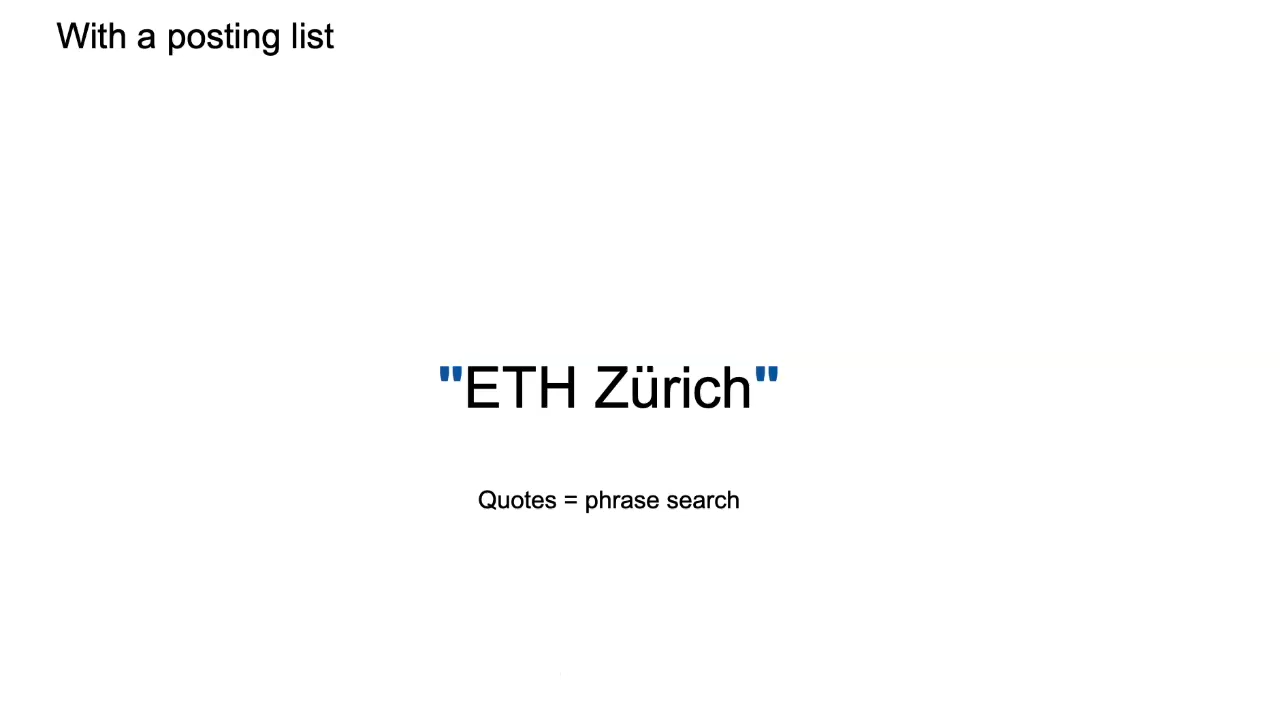 With a posting list
"ETH Zürich"
Quotes = phrase search